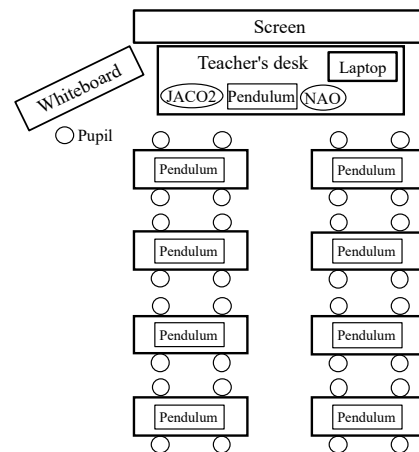 Screen
Teacher's desk
Laptop
Whiteboard
JACO2
Pendulum
NAO
Pupil
Pendulum
Pendulum
Pendulum
Pendulum
Pendulum
Pendulum
Pendulum
Pendulum